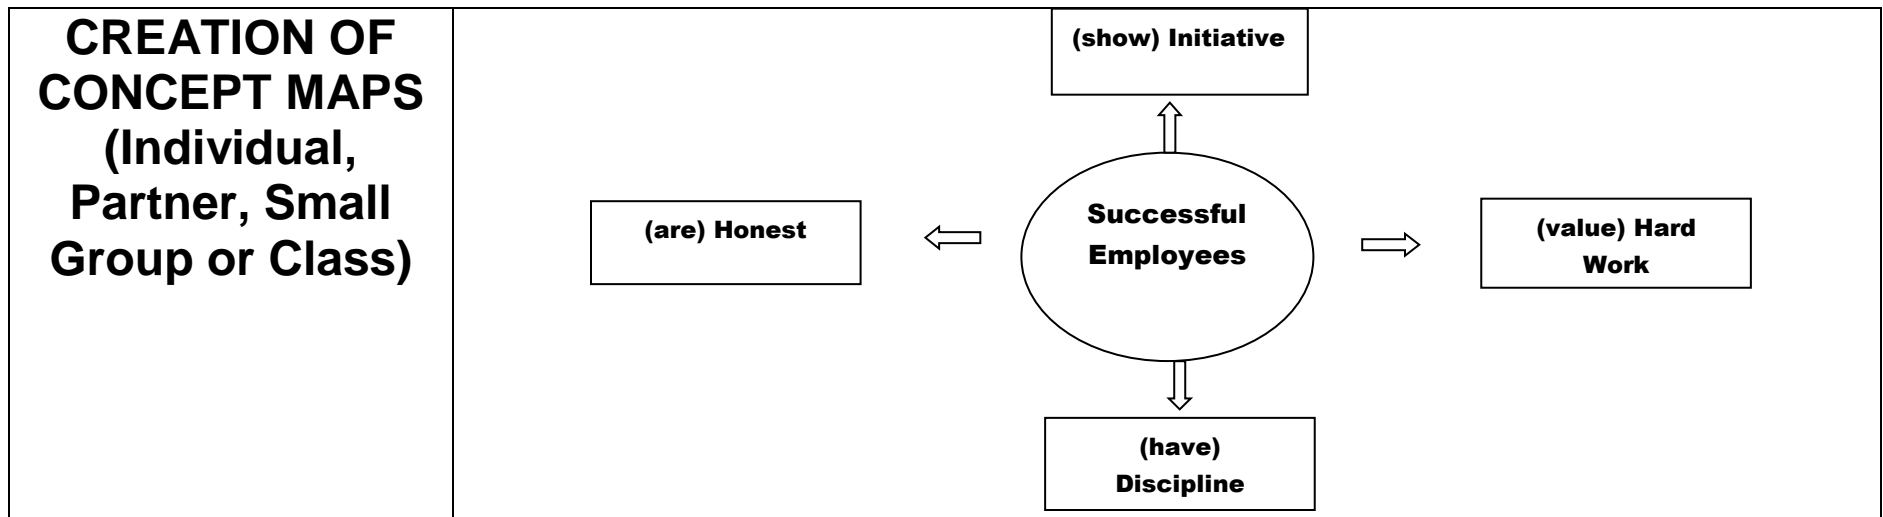 CREATION OF
CONCEPT MAPS
(Individual,
Partner, Small
Group or Class)
(show) Initiative
Successful
Employees
(are) Honest
(value) Hard
Work
(have)
Discipline